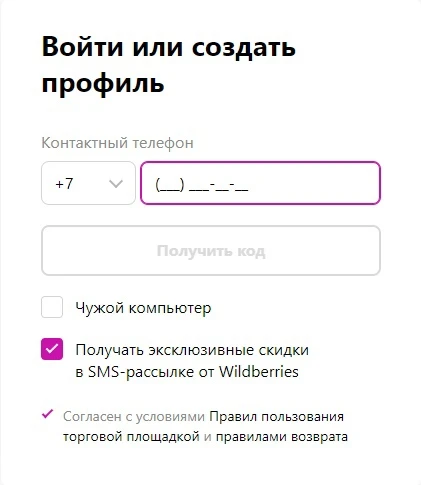 Войти или создать
профиль
Контактный телефон
+7 (___) ___-__-__
Получить код
Чужой компьютер
Получать эксклюзивные скидки
в SMS-рассылке от Wildberries
Согласен с условиями Правил пользования
торговой площадкой и правилами возврата